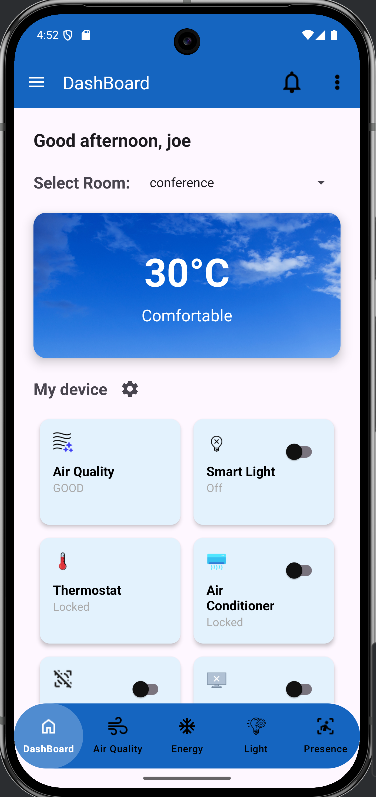 4:52
DashBoard
Good afternoon, joe
Select Room: conference
30°C
Comfortable
My device
Air Quality
GOOD
Smart Light
Off
Thermostat
Locked
Air
Conditioner
Locked
DashBoard Air Quality Energy Light Presence